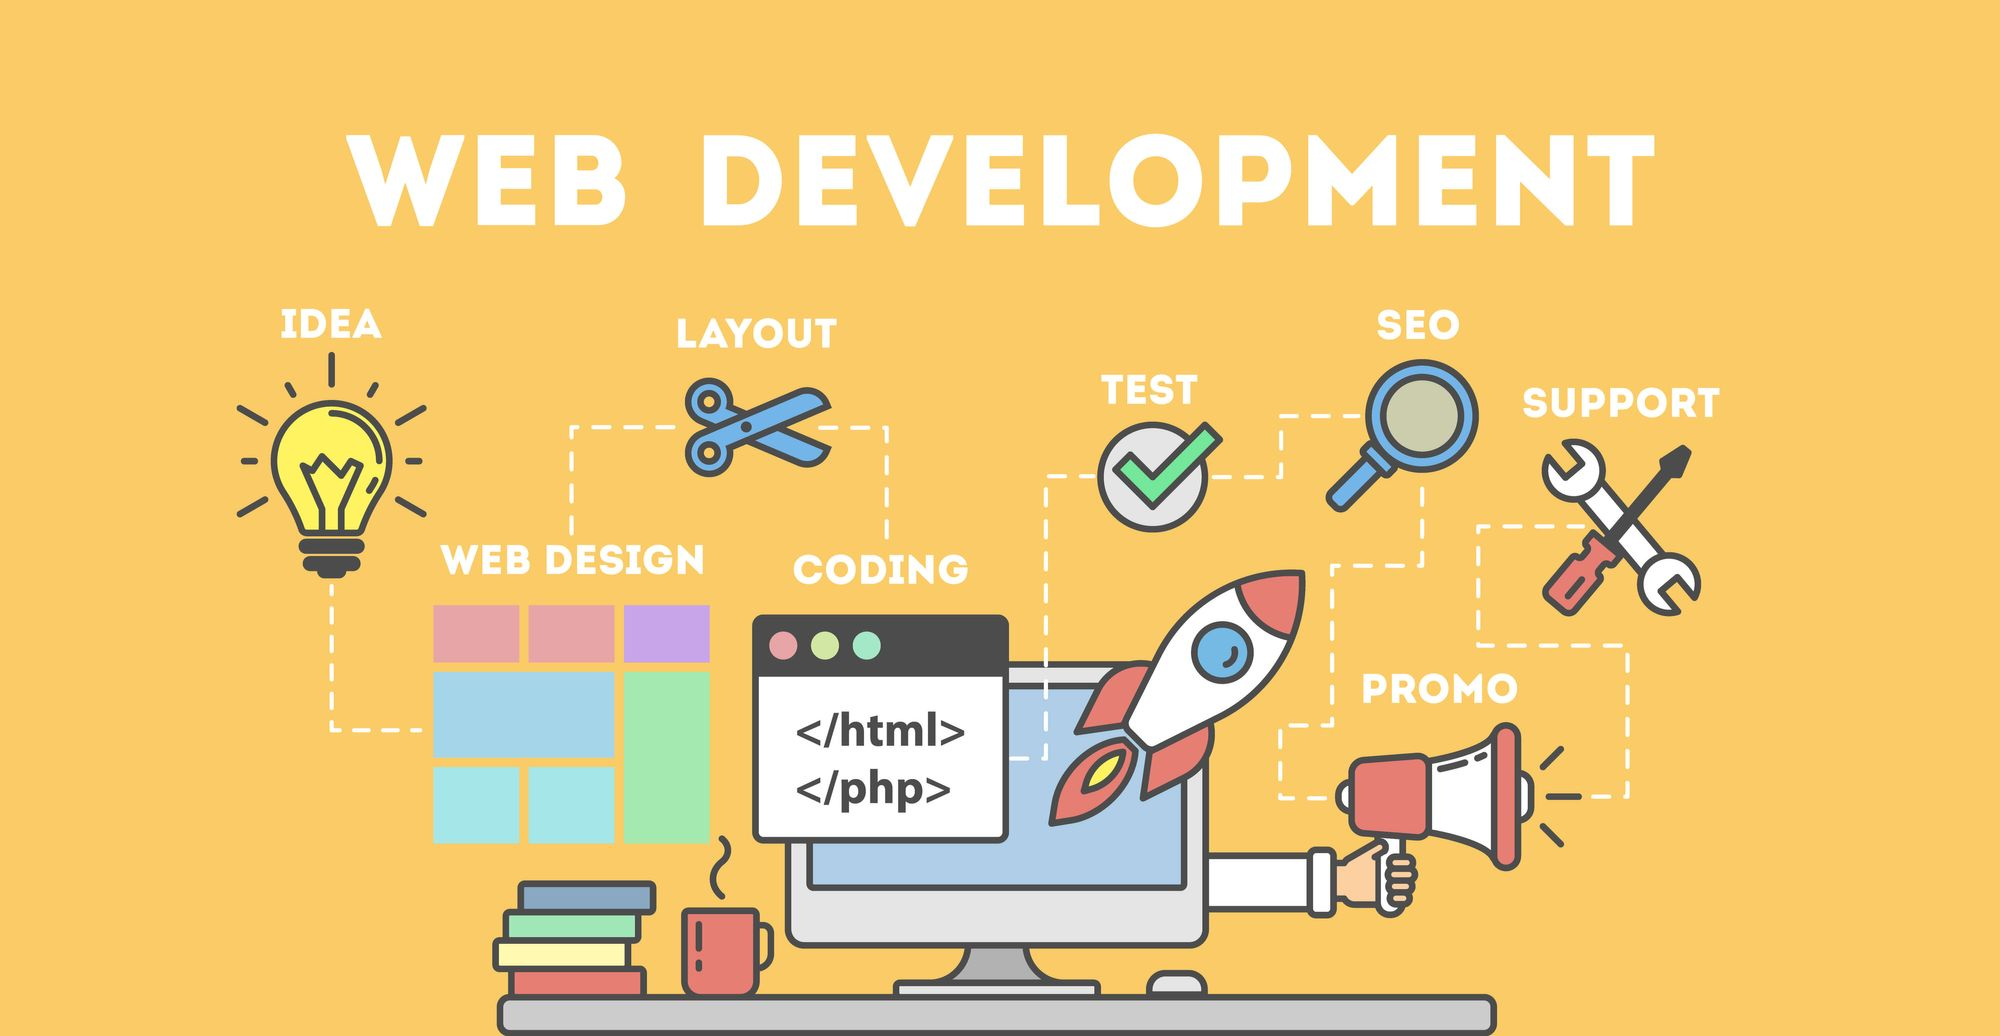 WEB DEVELOPMENT
IDEA
LAYOUT
TEST
SEO
SUPPORT
WEB DESIGN
CODING
</html>
</php>
PROMO